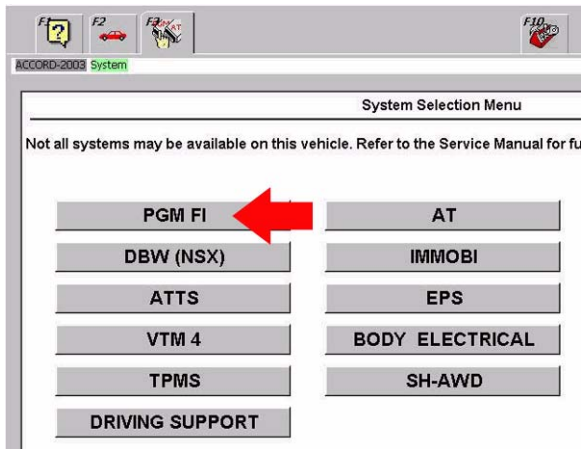 F1 F2 F3 PGM AT F10
ACCORD-2003 System
System Selection Menu
Not all systems may be available on this vehicle. Refer to the Service Manual for fu
PGM FI AT
DBW (NSX) IMMOBI
ATTS EPS
VTM 4 BODY ELECTRICAL
TPMS SH-AWD
DRIVING SUPPORT